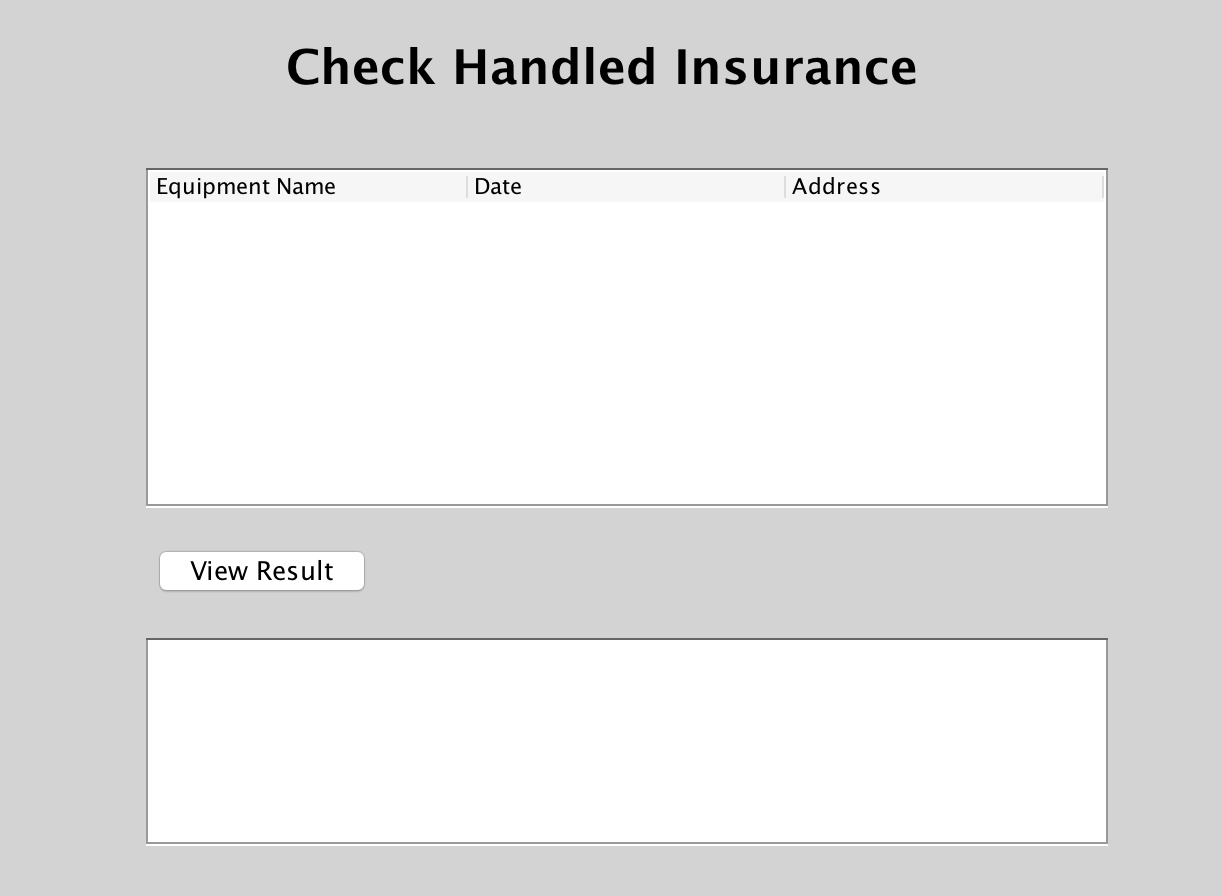 Check Handled Insurance
Equipment Name Date Address
View Result